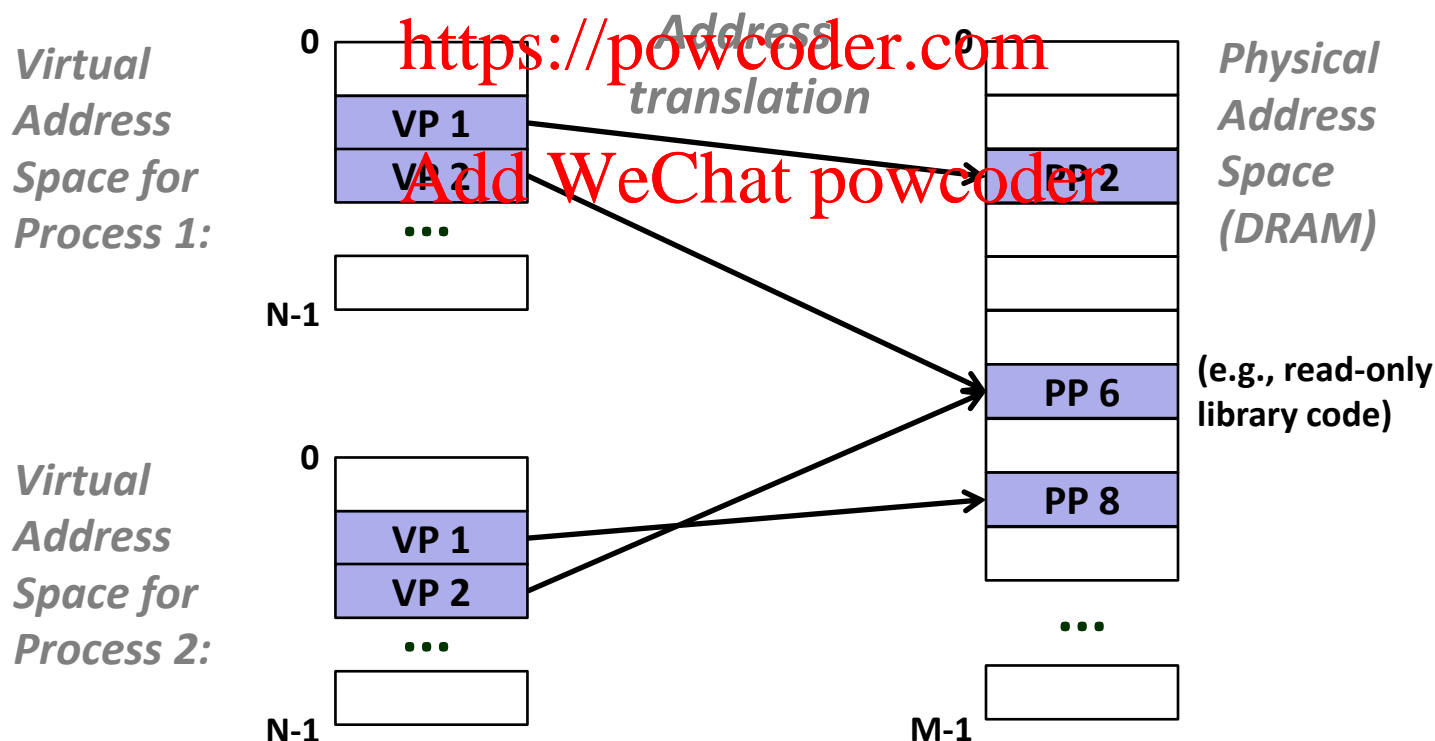 Virtual
Address
Space for
Process 1:
0
VP 1
VP 2
...
N-1
Address
translation
https://powcoder.com
Add WeChat powcoder
0
PP 2
PP 6
PP 8
...
M-1
Physical
Address
Space
(DRAM)
(e.g., read-only
library code)
Virtual
Address
Space for
Process 2:
0
VP 1
VP 2
...
N-1